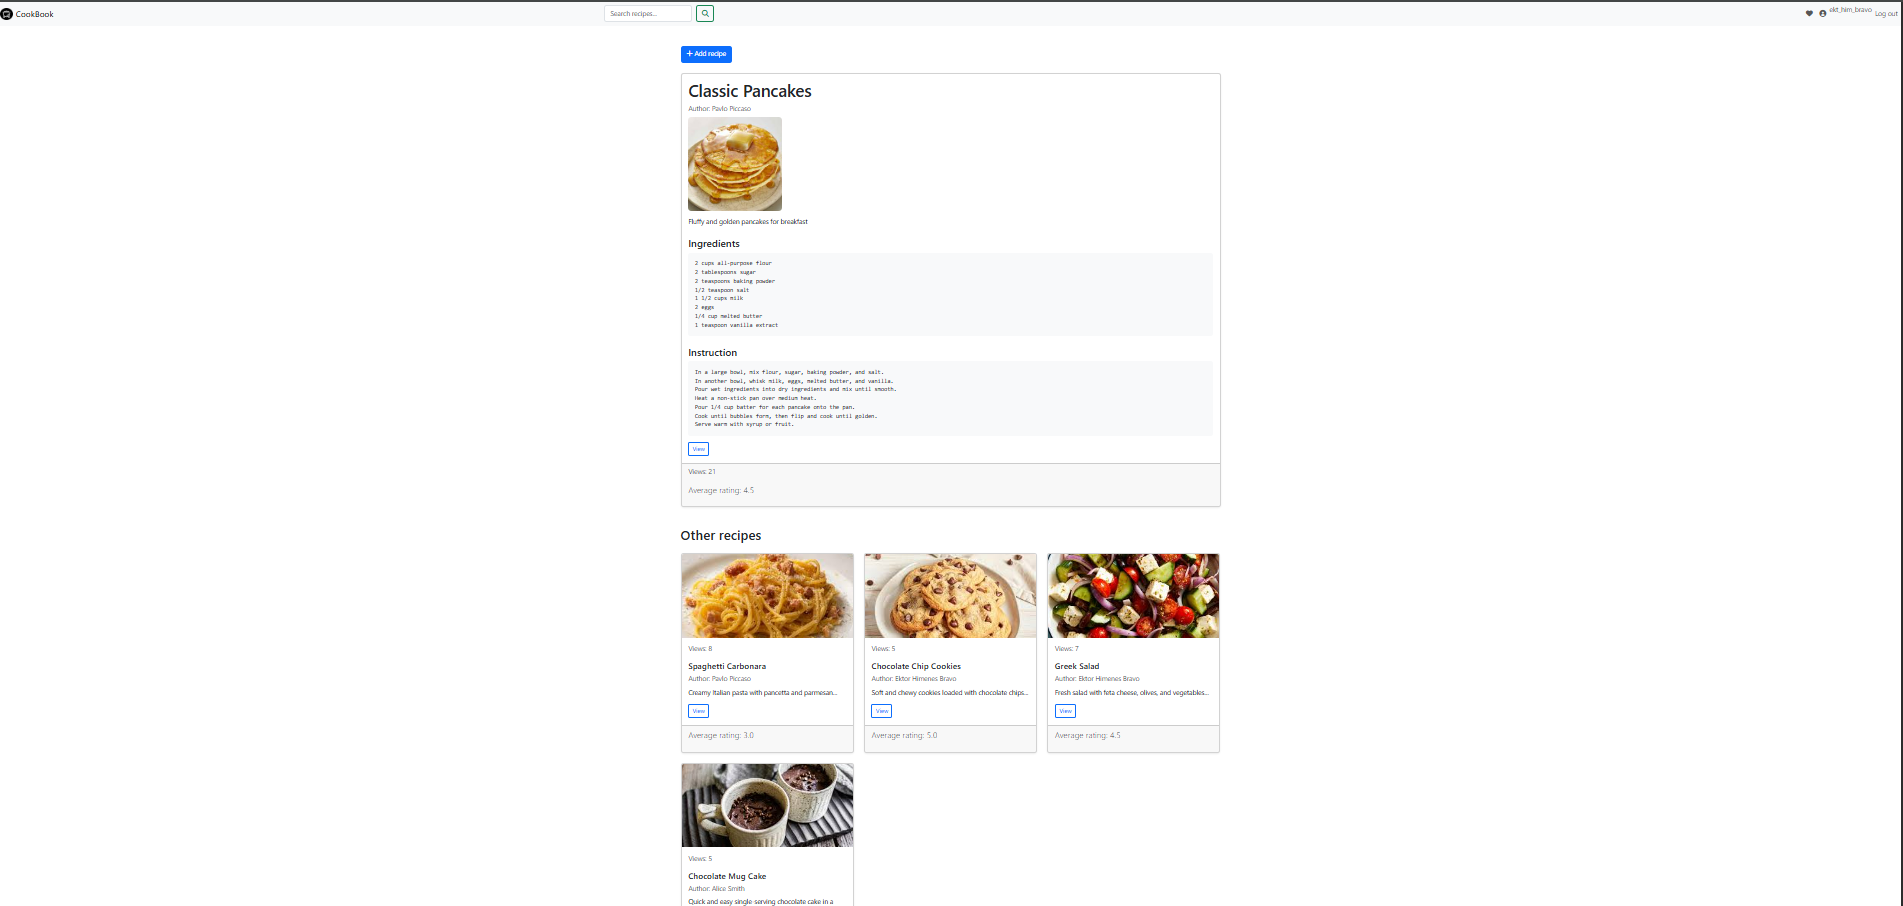 CookBook
Search recipes...
ekt_him_bravo
Log out
Add recipe
Classic Pancakes
Author: Pavlo Piccaso
Fluffy and golden pancakes for breakfast
Ingredients
2 cups all-purpose flour
2 tablespoons sugar
2 teaspoons baking powder
1/2 teaspoon salt
1 1/2 cups milk
2 eggs
1/4 cup melted butter
1 teaspoon vanilla extract
Instruction
In a large bowl, mix flour, sugar, baking powder, and salt.
In another bowl, whisk milk, eggs, melted butter, and vanilla.
Pour wet ingredients into dry ingredients and mix until smooth.
Heat a non-stick pan over medium heat.
Pour 1/4 cup batter for each pancake onto the pan.
Cook until bubbles form, then flip and cook until golden.
Serve warm with syrup or fruit.
View
Views: 21
Average rating: 4.5
Other recipes
Views: 8
Spaghetti Carbonara
Author: Pavlo Piccaso
Creamy Italian pasta with pancetta and parmesan...
View
Average rating: 3.0
Views: 5
Chocolate Chip Cookies
Author: Ektor Himenes Bravo
Soft and chewy cookies loaded with chocolate chips...
View
Average rating: 5.0
Views: 7
Greek Salad
Author: Ektor Himenes Bravo
Fresh salad with feta cheese, olives, and vegetables...
View
Average rating: 4.5
Views: 5
Chocolate Mug Cake
Author: Alice Smith
Quick and easy single-serving chocolate cake in a